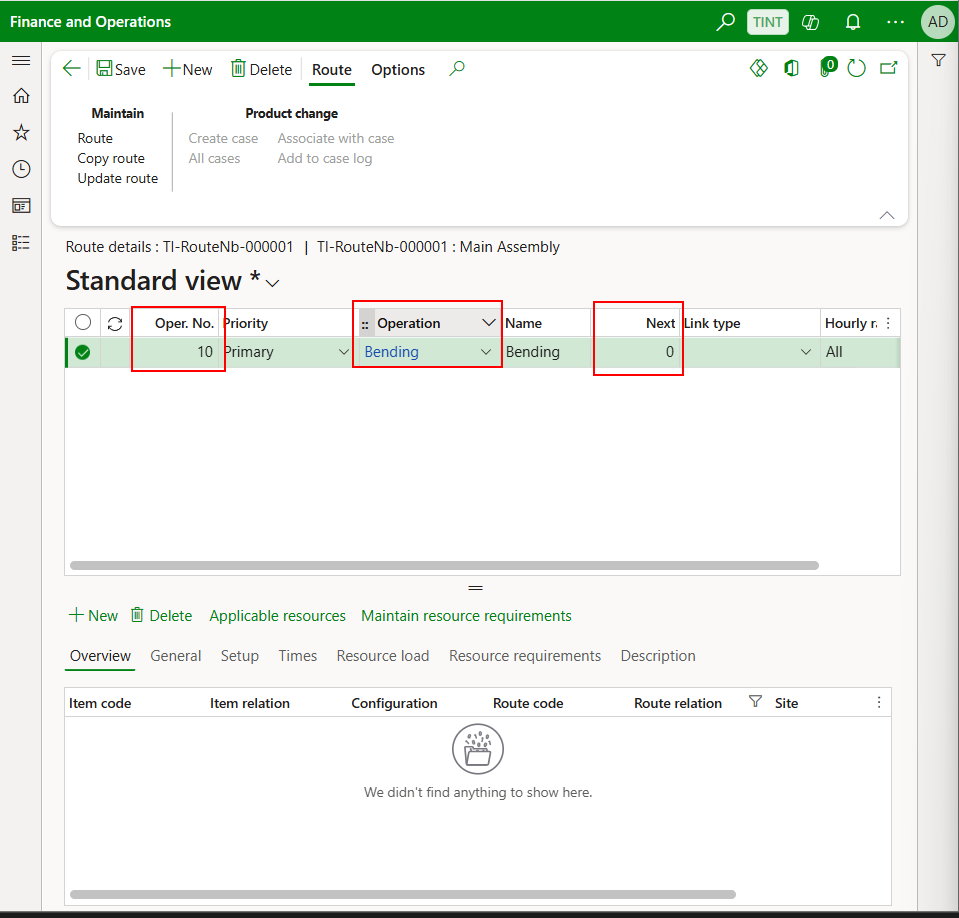 Finance and Operations TINT AD
Save New Delete Route Options 0
Maintain Product change
Route Create case Associate with case
Copy route All cases Add to case log
Update route
Route details : TI-RouteNb-000001 | TI-RouteNb-000001 : Main Assembly
Standard view *
Oper. No. Priority Operation Name Next Link type Hourly ra
10 Primary Bending Bending 0 All
New Delete Applicable resources Maintain resource requirements
Overview General Setup Times Resource load Resource requirements Description
Item code Item relation Configuration Route code Route relation Site
We didn't find anything to show here.